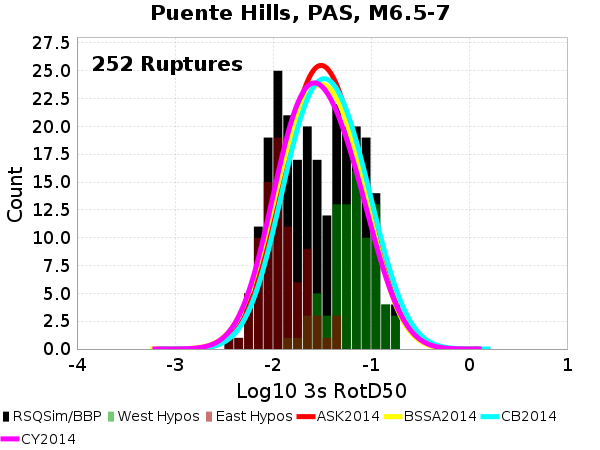 Puente Hills, PAS, M6.5-7
252 Ruptures
Count
27.5
25.0
22.5
20.0
17.5
15.0
12.5
10.0
7.5
5.0
2.5
0.0
-4 -3 -2 -1 0 1
Log10 3s RotD50
RSQSim/BBP West Hypos East Hypos ASK2014 BSSA2014 CB2014
CY2014